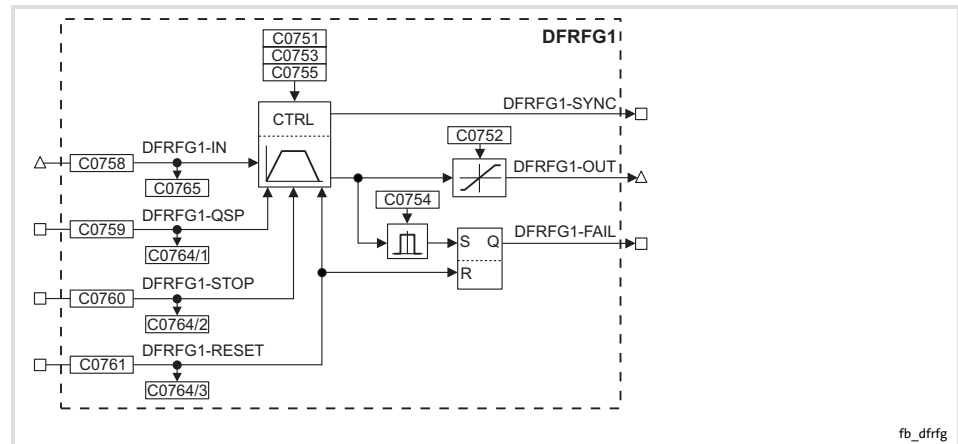 C0751
DFRFG1
C0753
C0755
DFRFG1-SYNC
CTRL
C0752
DFRFG1-IN
C0758
DFRFG1-OUT
C0765
C0754
DFRFG1-QSP
C0759
DFRFG1-FAIL
S Q
C0764/1
R
DFRFG1-STOP
C0760
C0764/2
DFRFG1-RESET
C0761
C0764/3
fb_dfrfg